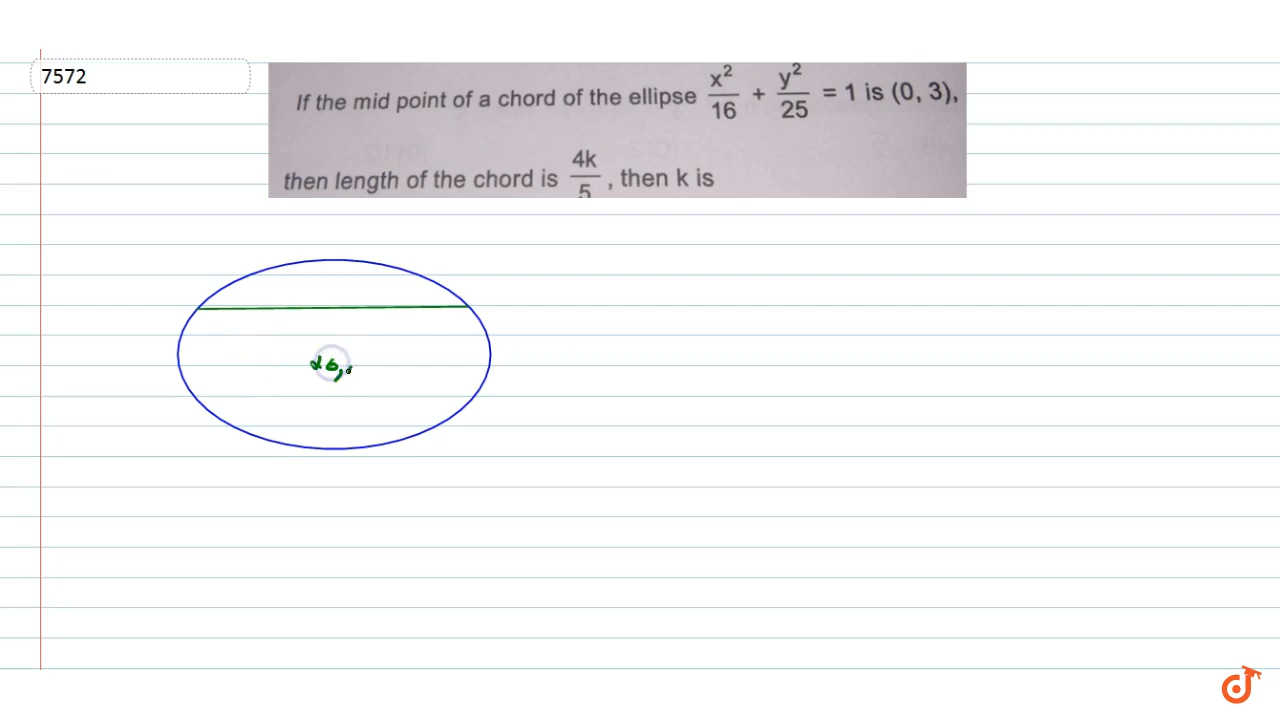 7572
If the mid point of a chord of the ellipse x²/16 + y²/25 = 1 is (0, 3),
then length of the chord is 4k/5 , then k is